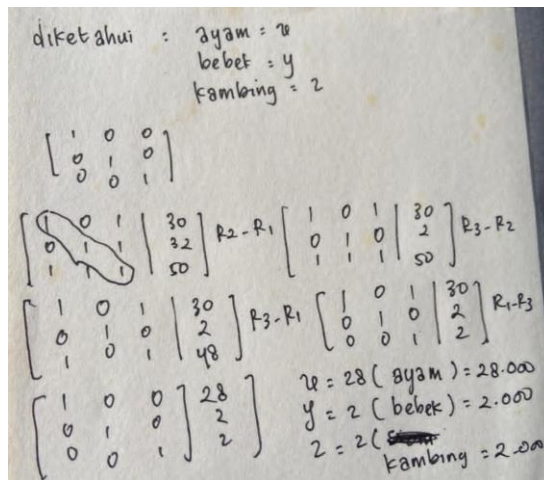 diketahui : ayam = x
bebek = y
kambing = z
[ 1 0 0
0 1 0
0 0 1 ]
[ 1 0 1 | 30
0 1 1 | 32
1 1 1 | 50 ] R2-R1
[ 1 0 1 | 30
0 1 0 | 2
1 1 1 | 50 ] R3-R2
[ 1 0 1 | 30
0 1 0 | 2
1 0 1 | 48 ] R3-R1
[ 1 0 1 | 30
0 1 0 | 2
0 0 1 | 2 ] R1-R3
[ 1 0 0 | 28
0 1 0 | 2
0 0 1 | 2 ]
x = 28 ( ayam ) = 28.000
y = 2 ( bebek ) = 2.000
z = 2 (
kambing = 2.000